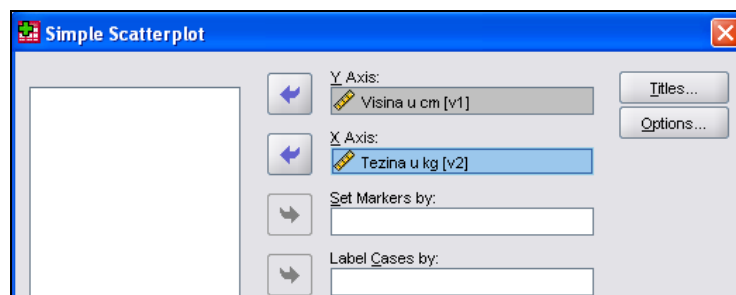 Simple Scatterplot
Y Axis:
Visina u cm [v1]
X Axis:
Tezina u kg [v2]
Set Markers by:
Label Cases by:
Titles...
Options...